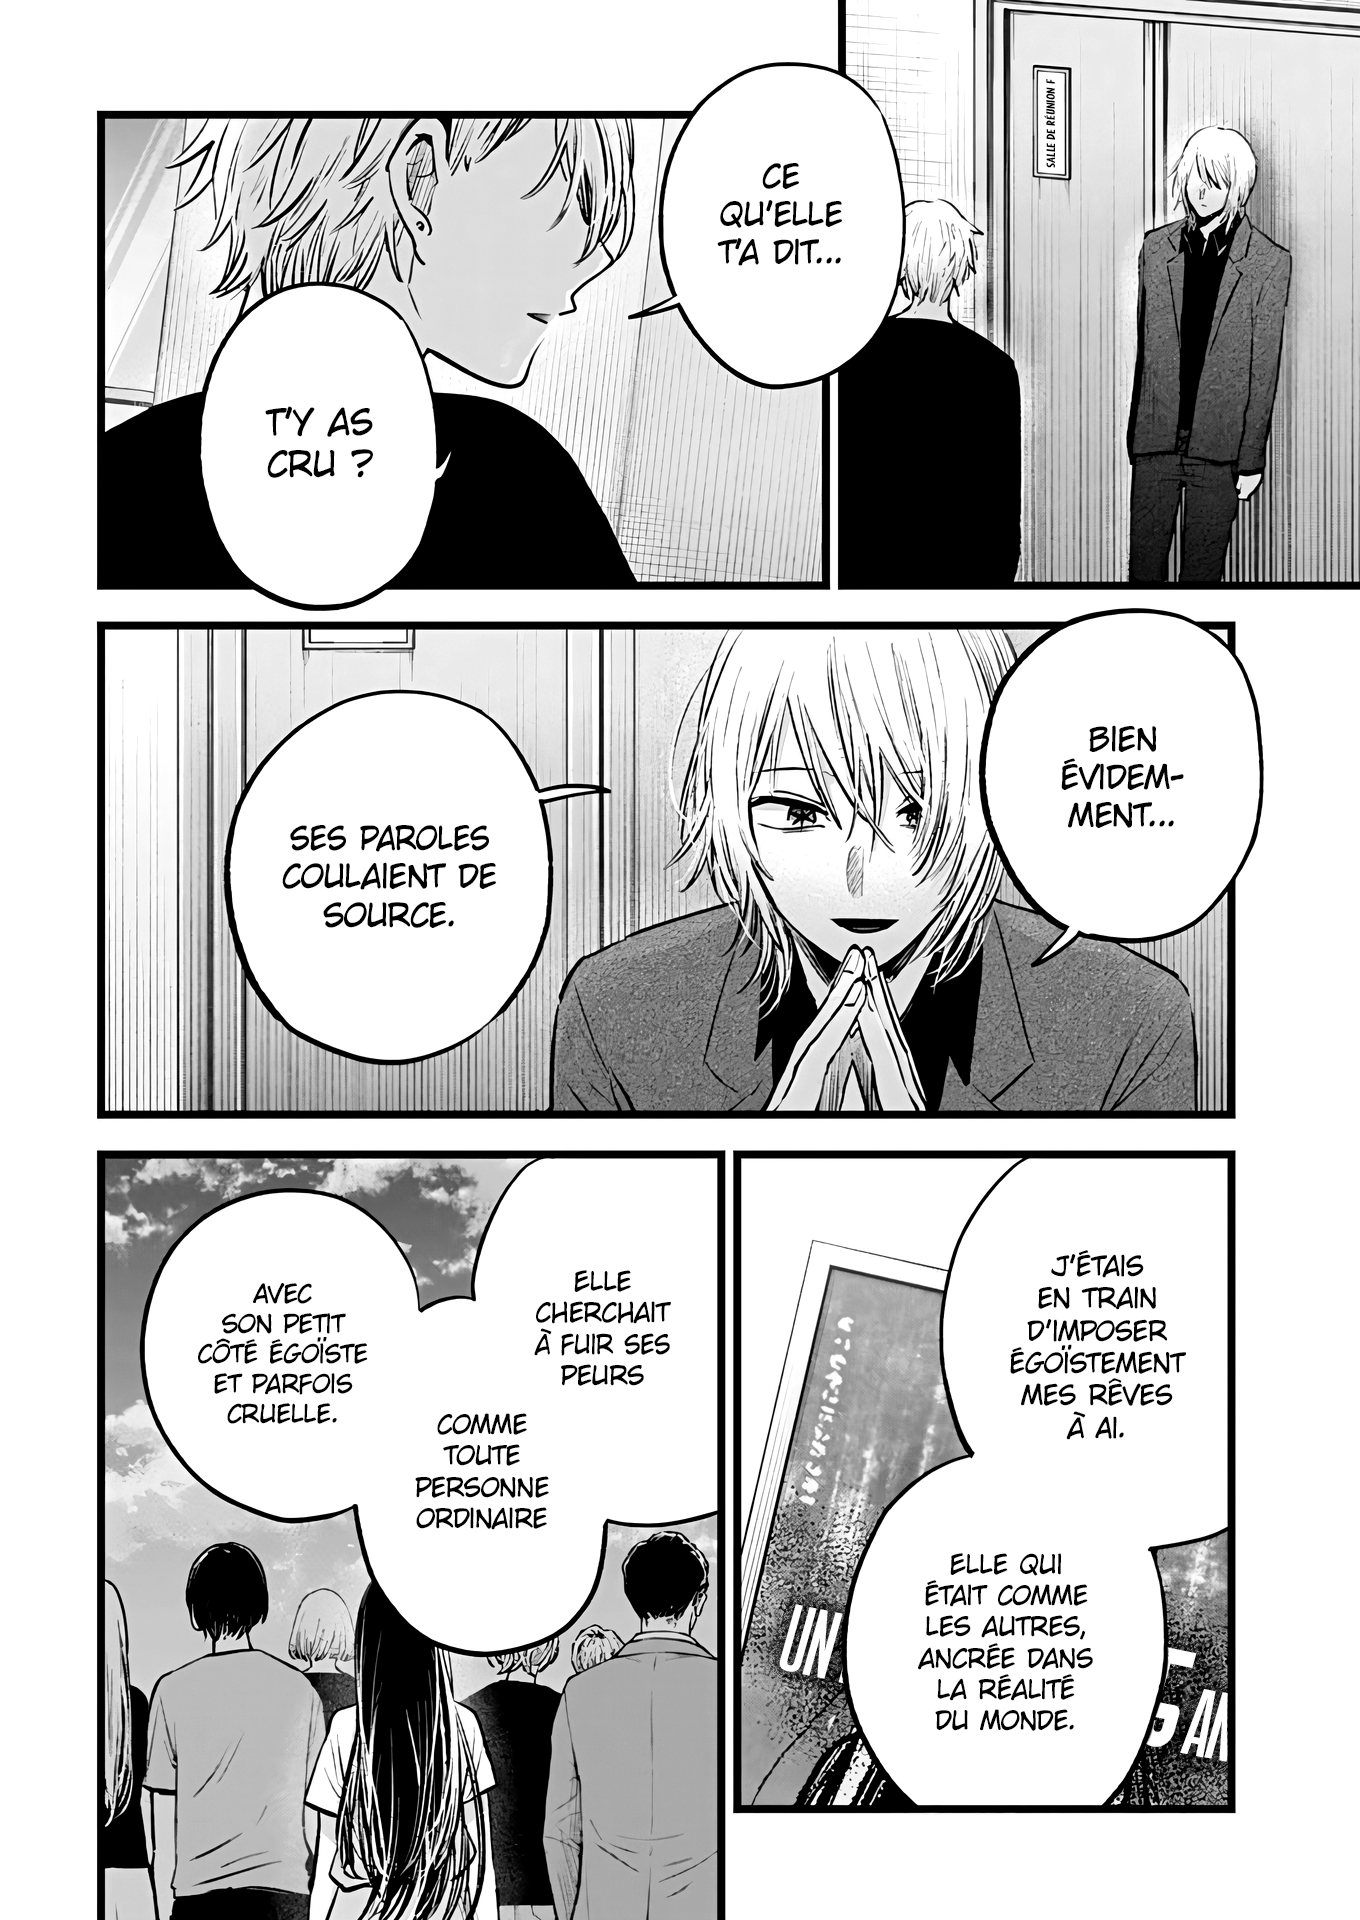 SALLE DE RÉUNION F
CE
QU'ELLE
T'A DIT...
T'Y AS
CRU ?
BIEN
ÉVIDEM-
MENT...
SES PAROLES
COULAIENT DE
SOURCE.
J'ÉTAIS
EN TRAIN
D'IMPOSER
ÉGOÏSTEMENT
MES RÊVES
À AI.
ELLE QUI
ÉTAIT COMME
LES AUTRES,
ANCRÉE DANS
LA RÉALITÉ
DU MONDE.
UN
AN
ELLE
CHERCHAIT
À FUIR SES
PEURS
COMME
TOUTE
PERSONNE
ORDINAIRE
AVEC
SON PETIT
CÔTÉ ÉGOÏSTE
ET PARFOIS
CRUELLE.